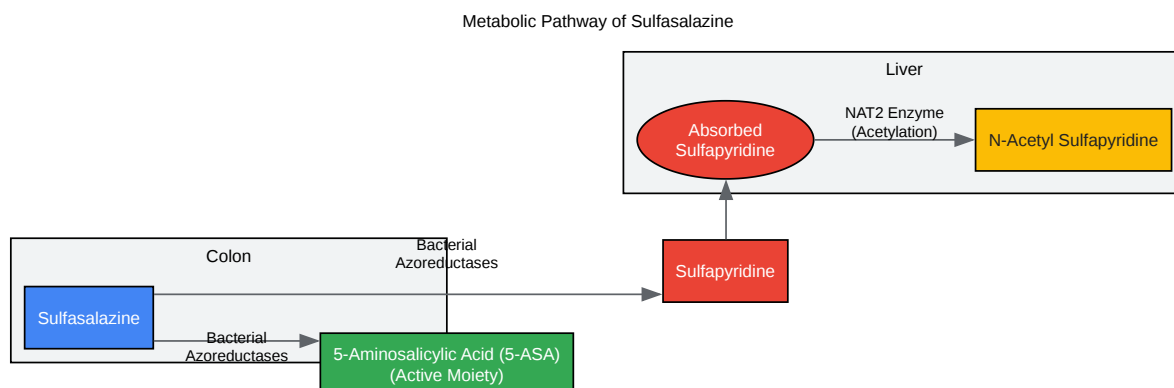 Metabolic Pathway of Sulfasalazine
Liver
Absorbed
Sulfapyridine
NAT2 Enzyme
(Acetylation)
N-Acetyl Sulfapyridine
Colon
Bacterial
Azoreductases
Sulfapyridine
Sulfasalazine
Bacterial
Azoreductases
5-Aminosalicylic Acid (5-ASA)
(Active Moiety)